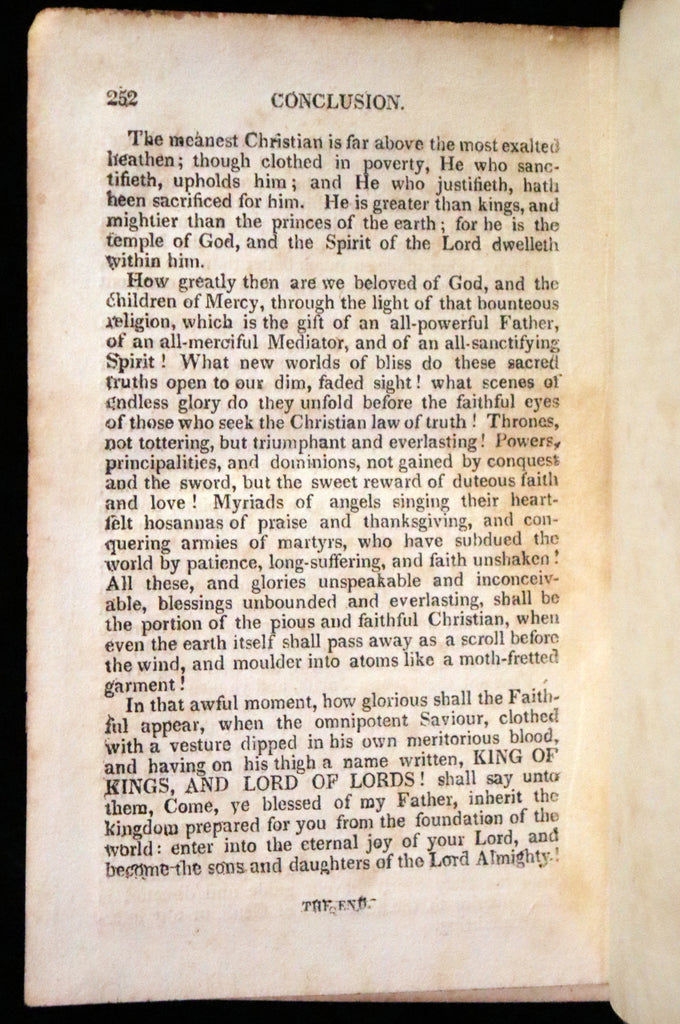 252
CONCLUSION.
The meanest Christian is far above the most exalted
heathen; though clothed in poverty, He who sanc-
tifieth, upholds him; and He who justifieth, hath
been sacrificed for him. He is greater than kings, and
mightier than the princes of the earth; for he is the
temple of God, and the Spirit of the Lord dwelleth
within him.
How greatly then are we beloved of God, and the
children of Mercy, through the light of that bounteous
religion, which is the gift of an all-powerful Father,
of an all-merciful Mediator, and of an all-sanctifying
Spirit! What new worlds of bliss do these sacred
truths open to our dim, faded sight! what scenes of
endless glory do they unfold before the faithful eyes
of those who seek the Christian law of truth! Thrones,
not tottering, but triumphant and everlasting! Powers,
principalities, and dominions, not gained by conquest
and the sword, but the sweet reward of duteous faith
and love! Myriads of angels singing their heart-
felt hosannas of praise and thanksgiving, and con-
quering armies of martyrs, who have subdued the
world by patience, long-suffering, and faith unshaken!
All these, and glories unspeakable and inconceiv-
able, blessings unbounded and everlasting, shall be
the portion of the pious and faithful Christian, when
even the earth itself shall pass away as a scroll before
the wind, and moulder into atoms like a moth-fretted
garment!
In that awful moment, how glorious shall the Faith-
ful appear, when the omnipotent Saviour, clothed
with a vesture dipped in his own meritorious blood,
and having on his thigh a name written, KING OF
KINGS, AND LORD OF LORDS! shall say unto
them, Come, ye blessed of my Father, inherit the
kingdom prepared for you from the foundation of the
world: enter into the eternal joy of your Lord, and
become the sons and daughters of the Lord Almighty!
THE END.